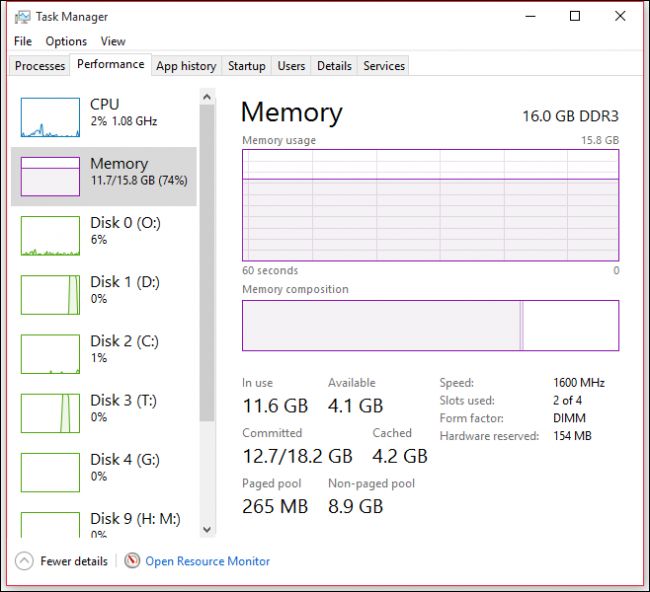 Task Manager
File Options View
Processes Performance App history Startup Users Details Services
CPU
2% 1.08 GHz
Memory
11.7/15.8 GB (74%)
Disk 0 (O:)
6%
Disk 1 (D:)
0%
Disk 2 (C:)
1%
Disk 3 (T:)
0%
Disk 4 (G:)
0%
Disk 9 (H: M:)
0%
Memory 16.0 GB DDR3
Memory usage 15.8 GB
60 seconds 0
Memory composition
In use Available
11.6 GB 4.1 GB
Committed Cached
12.7/18.2 GB 4.2 GB
Paged pool Non-paged pool
265 MB 8.9 GB
Speed: 1600 MHz
Slots used: 2 of 4
Form factor: DIMM
Hardware reserved: 154 MB
Fewer details Open Resource Monitor